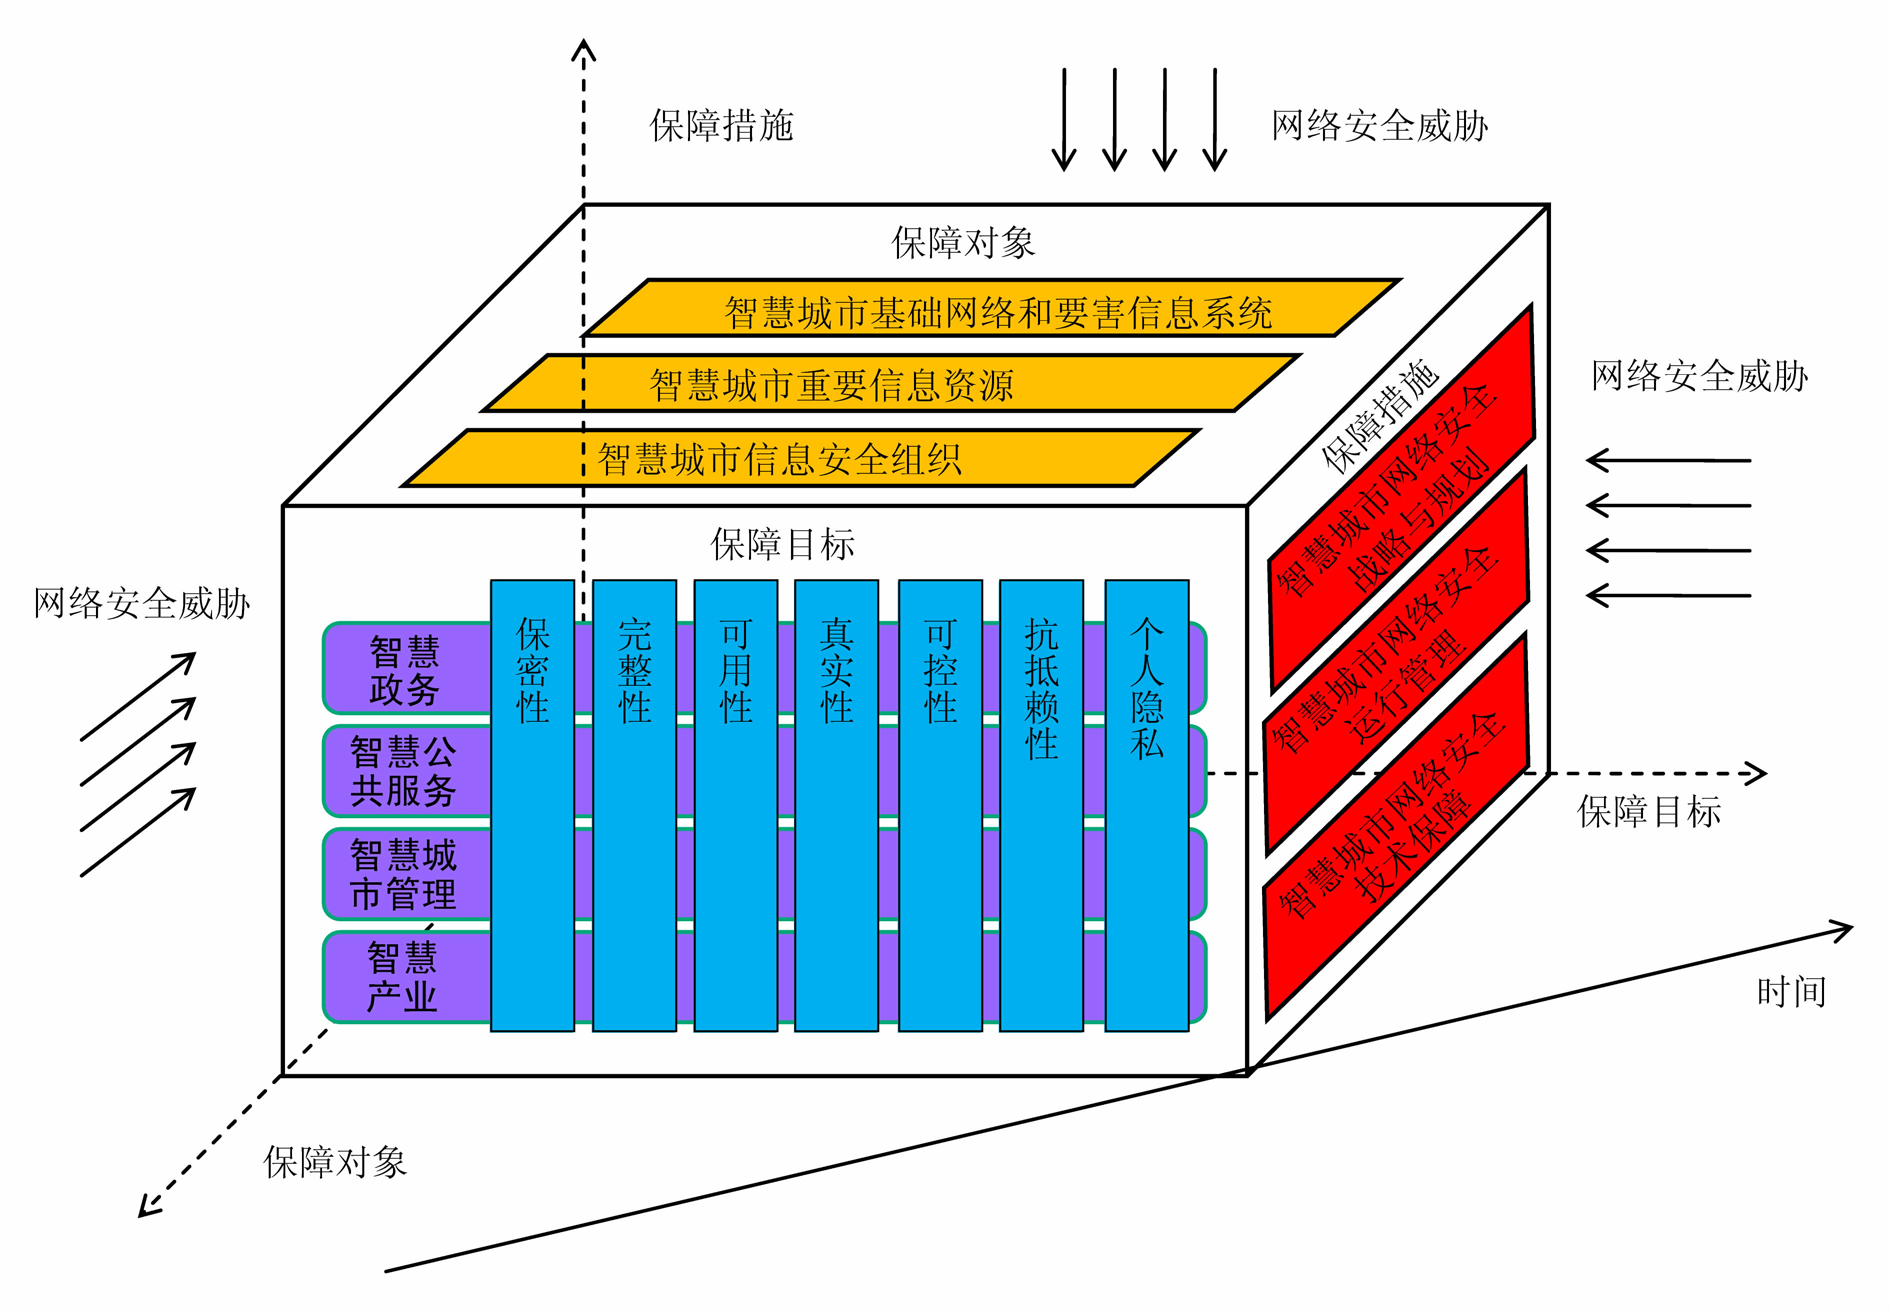 保障措施
网络安全威胁
保障对象
智慧城市基础网络和要害信息系统
智慧城市重要信息资源
智慧城市信息安全组织
保障措施
智慧城市网络安全
战略与规划
智慧城市网络安全
运行管理
智慧城市网络安全
技术保障
网络安全威胁
保障目标
网络安全威胁
智慧
政务
智慧公
共服务
智慧城
市管理
智慧
产业
保密性
完整性
可用性
真实性
可控性
抗抵赖性
个人隐私
保障目标
时间
保障对象